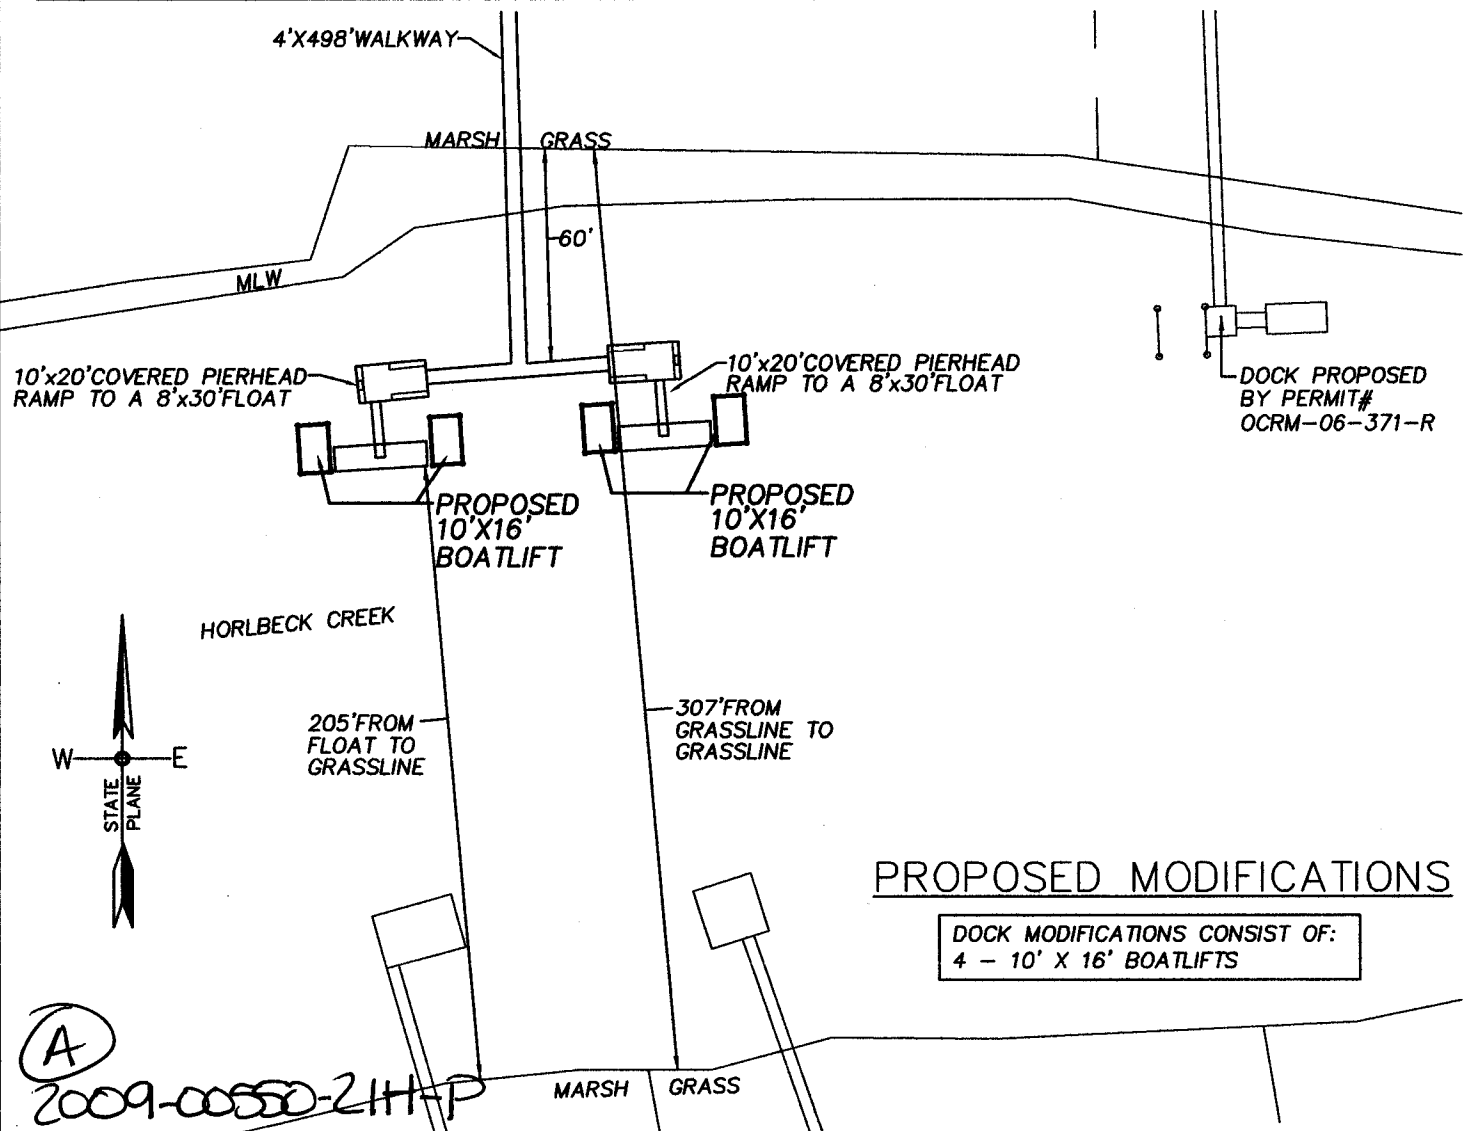 4'X498'WALKWAY
MARSH GRASS
60'
MLW
10'x20'COVERED PIERHEAD
RAMP TO A 8'x30'FLOAT
10'x20'COVERED PIERHEAD
RAMP TO A 8'x30'FLOAT
DOCK PROPOSED
BY PERMIT#
OCRM-06-371-R
PROPOSED
10'X16'
BOATLIFT
PROPOSED
10'X16'
BOATLIFT
HORLBECK CREEK
205'FROM
FLOAT TO
GRASSLINE
307'FROM
GRASSLINE TO
GRASSLINE
W E
STATE
PLANE
PROPOSED MODIFICATIONS
DOCK MODIFICATIONS CONSIST OF:
4 - 10' X 16' BOATLIFTS
A
2009-00550-2IH-P
MARSH GRASS